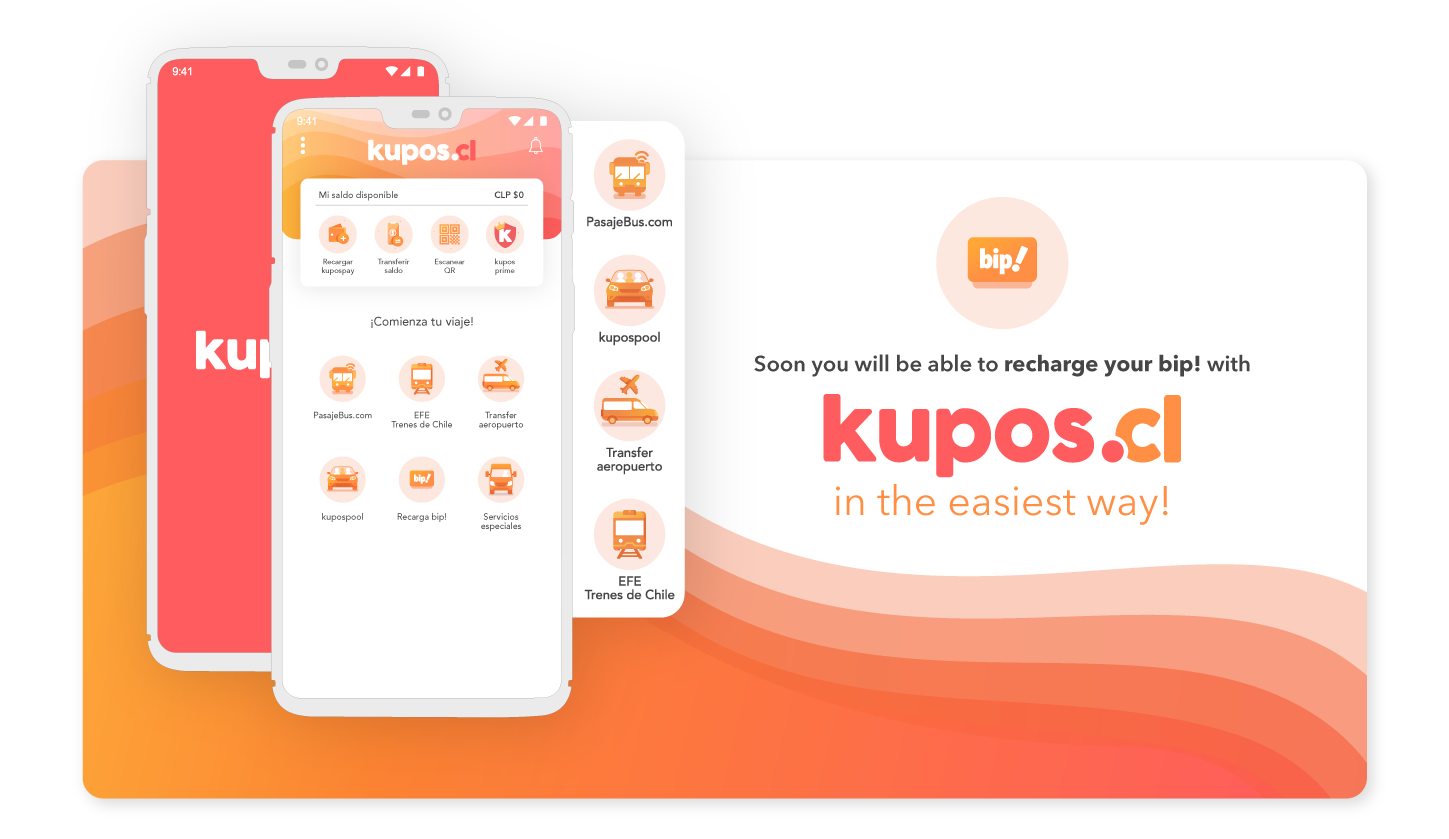 9:41
kup
9:41
kupos.cl
Mi saldo disponible CLP $0
Recargar
kupospay
Transferir
saldo
Escanear
QR
K
kupos
prime
¡Comienza tu viaje!
PasajeBus.com
EFE
Trenes de Chile
Transfer
aeropuerto
kupospool
bip!
Recarga bip!
Servicios
especiales
PasajeBus.com
kupospool
Transfer
aeropuerto
EFE
Trenes de Chile
bip!
Soon you will be able to recharge your bip! with
kupos.cl
in the easiest way!